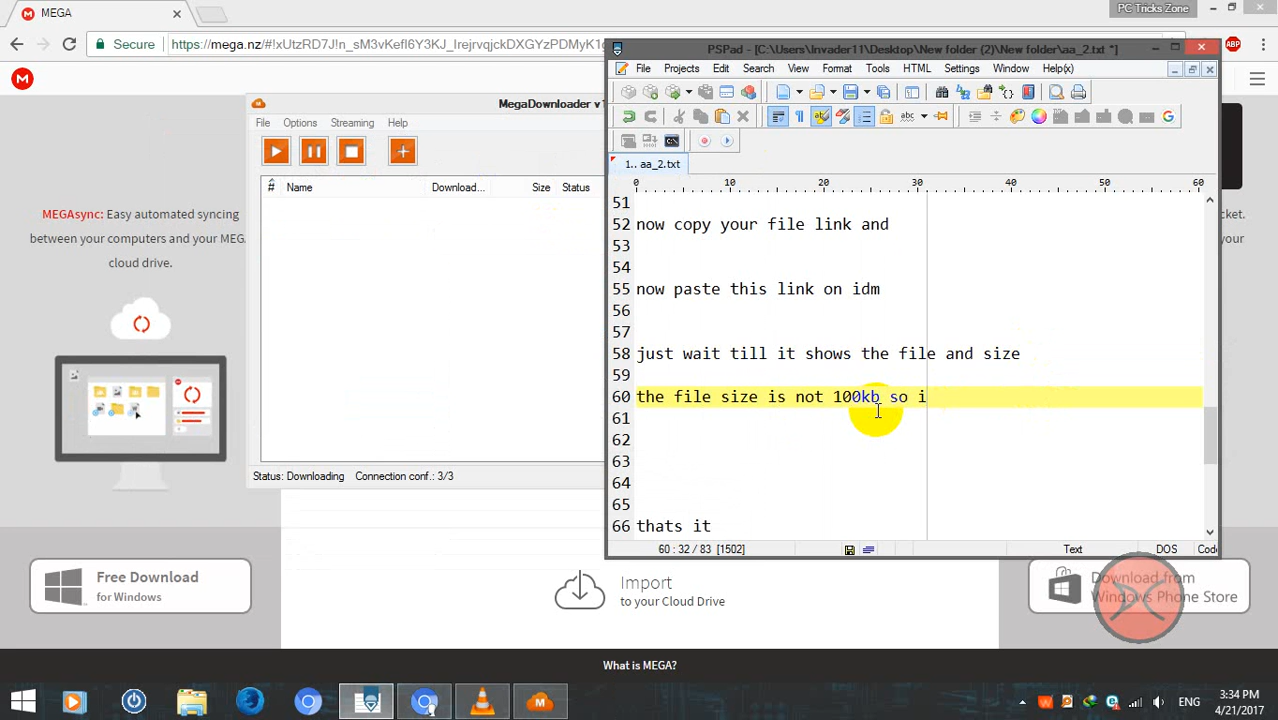 MEGA
PC Tricks Zone
Secure
https://mega.nz/#!xUtzRD7J!n_sM3vKefI6Y3KJ_IrejrvqjckDXGYzPDMyK1
ABP
MEGAsync: Easy automated syncing
between your computers and your MEGA
cloud drive.
MegaDownloader v1
File Options Streaming Help
# Name Download... Size Status
Status: Downloading Connection conf.: 3/3
PSPad - [C:\Users\Invader11\Desktop\New folder (2)\New folder\aa_2.txt *]
File Projects Edit Search View Format Tools HTML Settings Window Help(x)
1.. aa_2.txt
0 10 20 30 40 50 60
51
52 now copy your file link and
53
54
55 now paste this link on idm
56
57
58 just wait till it shows the file and size
59
60 the file size is not 100kb so i
61
62
63
64
65
66 thats it
60 : 32 / 83 [1502] Text DOS Code
cket.
your
Free Download
for Windows
Import
to your Cloud Drive
Download from
Windows Phone Store
What is MEGA?
ENG
3:34 PM
4/21/2017